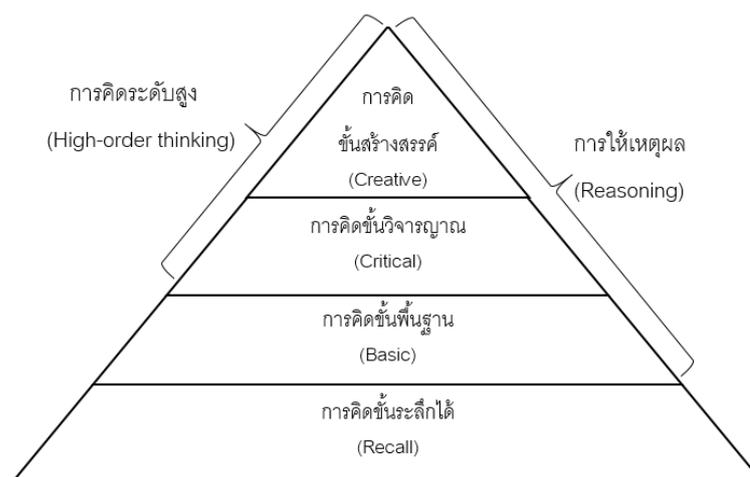 การคิดระดับสูง
(High-order thinking)
การคิด
ขั้นสร้างสรรค์
(Creative)
การให้เหตุผล
(Reasoning)
การคิดขั้นวิจารญาณ
(Critical)
การคิดขั้นพื้นฐาน
(Basic)
การคิดขั้นระลึกได้
(Recall)